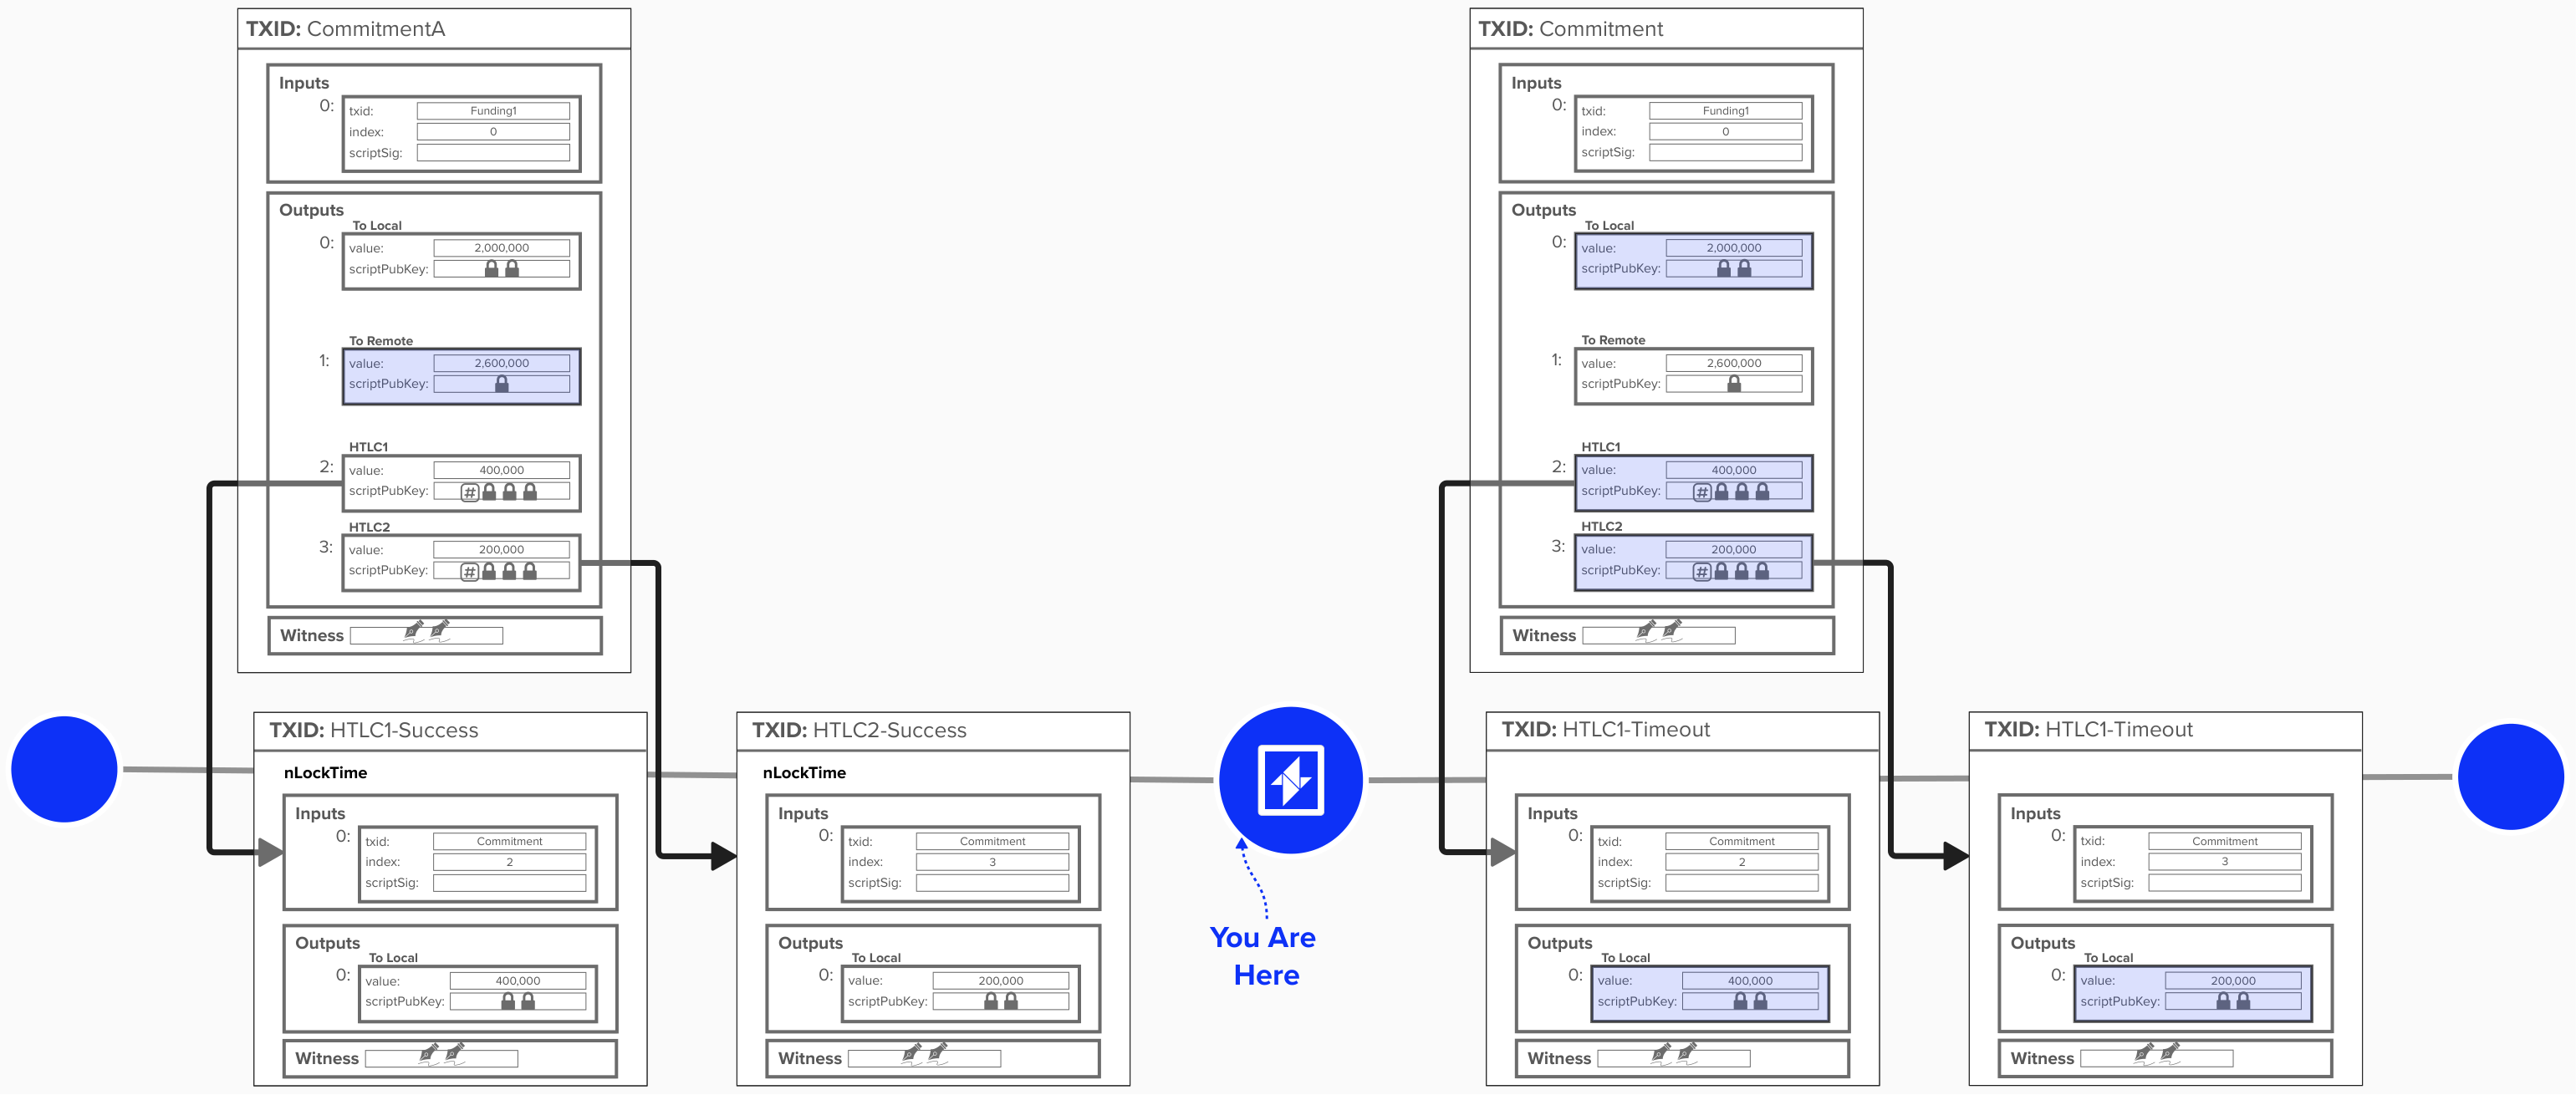 TXID: CommitmentA
Inputs
0:
txid: Funding1
index: 0
scriptSig:
Outputs
To Local
0:
value: 2,000,000
scriptPubKey:
To Remote
1:
value: 2,600,000
scriptPubKey:
HTLC1
2:
value: 400,000
scriptPubKey: #
HTLC2
3:
value: 200,000
scriptPubKey: #
Witness
TXID: Commitment
Inputs
0:
txid: Funding1
index: 0
scriptSig:
Outputs
To Local
0:
value: 2,000,000
scriptPubKey:
To Remote
1:
value: 2,600,000
scriptPubKey:
HTLC1
2:
value: 400,000
scriptPubKey: #
HTLC2
3:
value: 200,000
scriptPubKey: #
Witness
TXID: HTLC1-Success
nLockTime
Inputs
0:
txid: Commitment
index: 2
scriptSig:
Outputs
To Local
0:
value: 400,000
scriptPubKey:
Witness
TXID: HTLC2-Success
nLockTime
Inputs
0:
txid: Commitment
index: 3
scriptSig:
Outputs
To Local
0:
value: 200,000
scriptPubKey:
Witness
You Are
Here
TXID: HTLC1-Timeout
Inputs
0:
txid: Commitment
index: 2
scriptSig:
Outputs
To Local
0:
value: 400,000
scriptPubKey:
Witness
TXID: HTLC1-Timeout
Inputs
0:
txid: Commitment
index: 3
scriptSig:
Outputs
To Local
0:
value: 200,000
scriptPubKey:
Witness